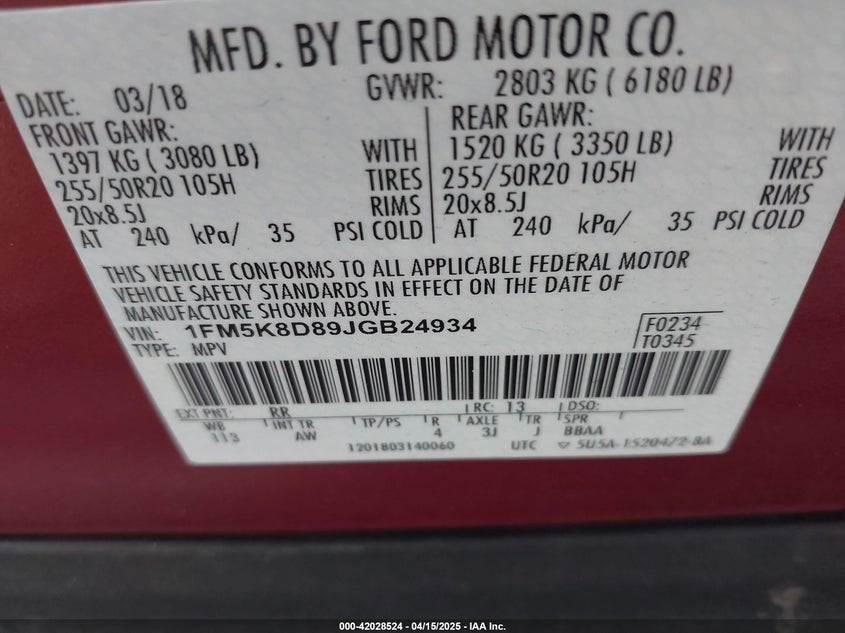 MFD. BY FORD MOTOR CO.
DATE: 03/18 GVWR: 2803 KG ( 6180 LB)
FRONT GAWR: REAR GAWR:
1397 KG ( 3080 LB) WITH 1520 KG ( 3350 LB) WITH
255/50R20 105H TIRES 255/50R20 105H TIRES
20x8.5J RIMS 20x8.5J RIMS
AT 240 kPa/ 35 PSI COLD AT 240 kPa/ 35 PSI COLD
THIS VEHICLE CONFORMS TO ALL APPLICABLE FEDERAL MOTOR
VEHICLE SAFETY STANDARDS IN EFFECT ON THE DATE OF
MANUFACTURE SHOWN ABOVE.
VIN: 1FM5K8D89JGB24934 F0234
TYPE: MPV T0345
EXT PNT: RR RC: 13 DSO:
WB INT TR TP/PS R AXLE TR SPR
113 AW 4 3J J BBAA
1201803140060 UTC ▽ 5U5A-1520472-BA
000-42028524 - 04/15/2025 - IAA Inc.